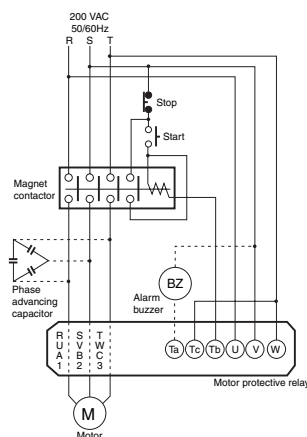 200 VAC
50/60Hz
R S T
Stop
Start
Magnet
contactor
Phase
advancing
capacitor
BZ
Alarm
buzzer
R S T
U V W
A B C
1 2 3
Ta Tc Tb U V W
Motor protective relay
M
Motor